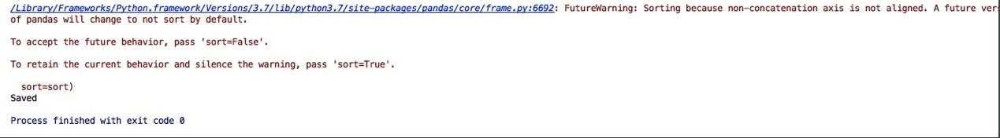 /Library/Frameworks/Python.framework/Versions/3.7/lib/python3.7/site-packages/pandas/core/frame.py:6692: FutureWarning: Sorting because non-concatenation axis is not aligned. A future ver
of pandas will change to not sort by default.
To accept the future behavior, pass 'sort=False'.
To retain the current behavior and silence the warning, pass 'sort=True'.
sort=sort)
Saved
Process finished with exit code 0